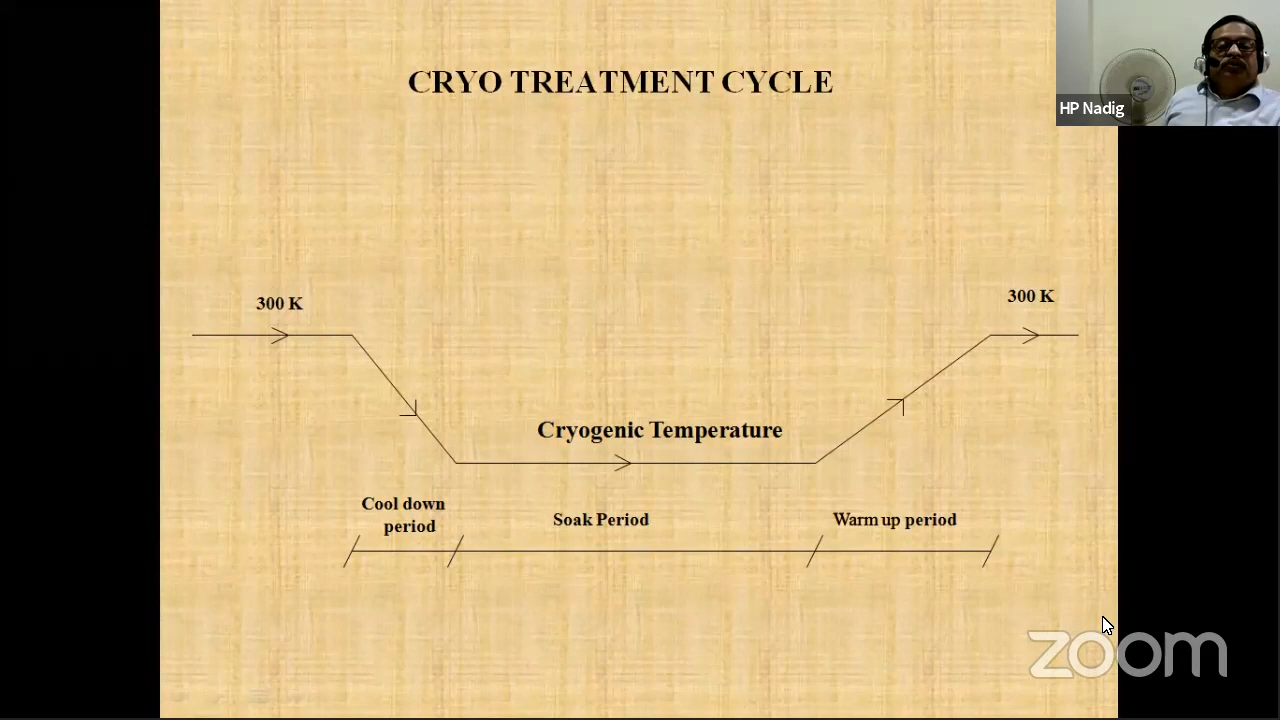 CRYO TREATMENT CYCLE
HP Nadig
300 K
300 K
Cryogenic Temperature
Cool down
period
Soak Period
Warm up period
zoom